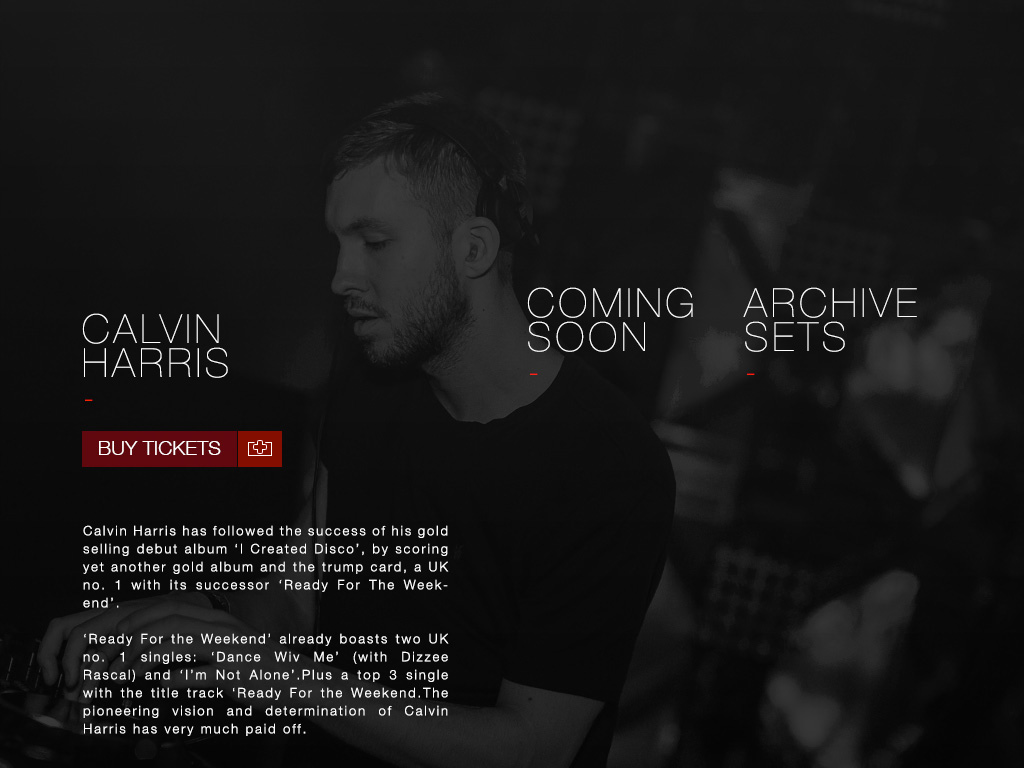 CALVIN
HARRIS
COMING
SOON
ARCHIVE
SETS
BUY TICKETS
Calvin Harris has followed the success of his gold
selling debut album ‘I Created Disco’, by scoring
yet another gold album and the trump card, a UK
no. 1 with its successor ‘Ready For The Week-
end’.
‘Ready For the Weekend’ already boasts two UK
no. 1 singles: ‘Dance Wiv Me’ (with Dizzee
Rascal) and ‘I’m Not Alone’.Plus a top 3 single
with the title track 'Ready For the Weekend.The
pioneering vision and determination of Calvin
Harris has very much paid off.